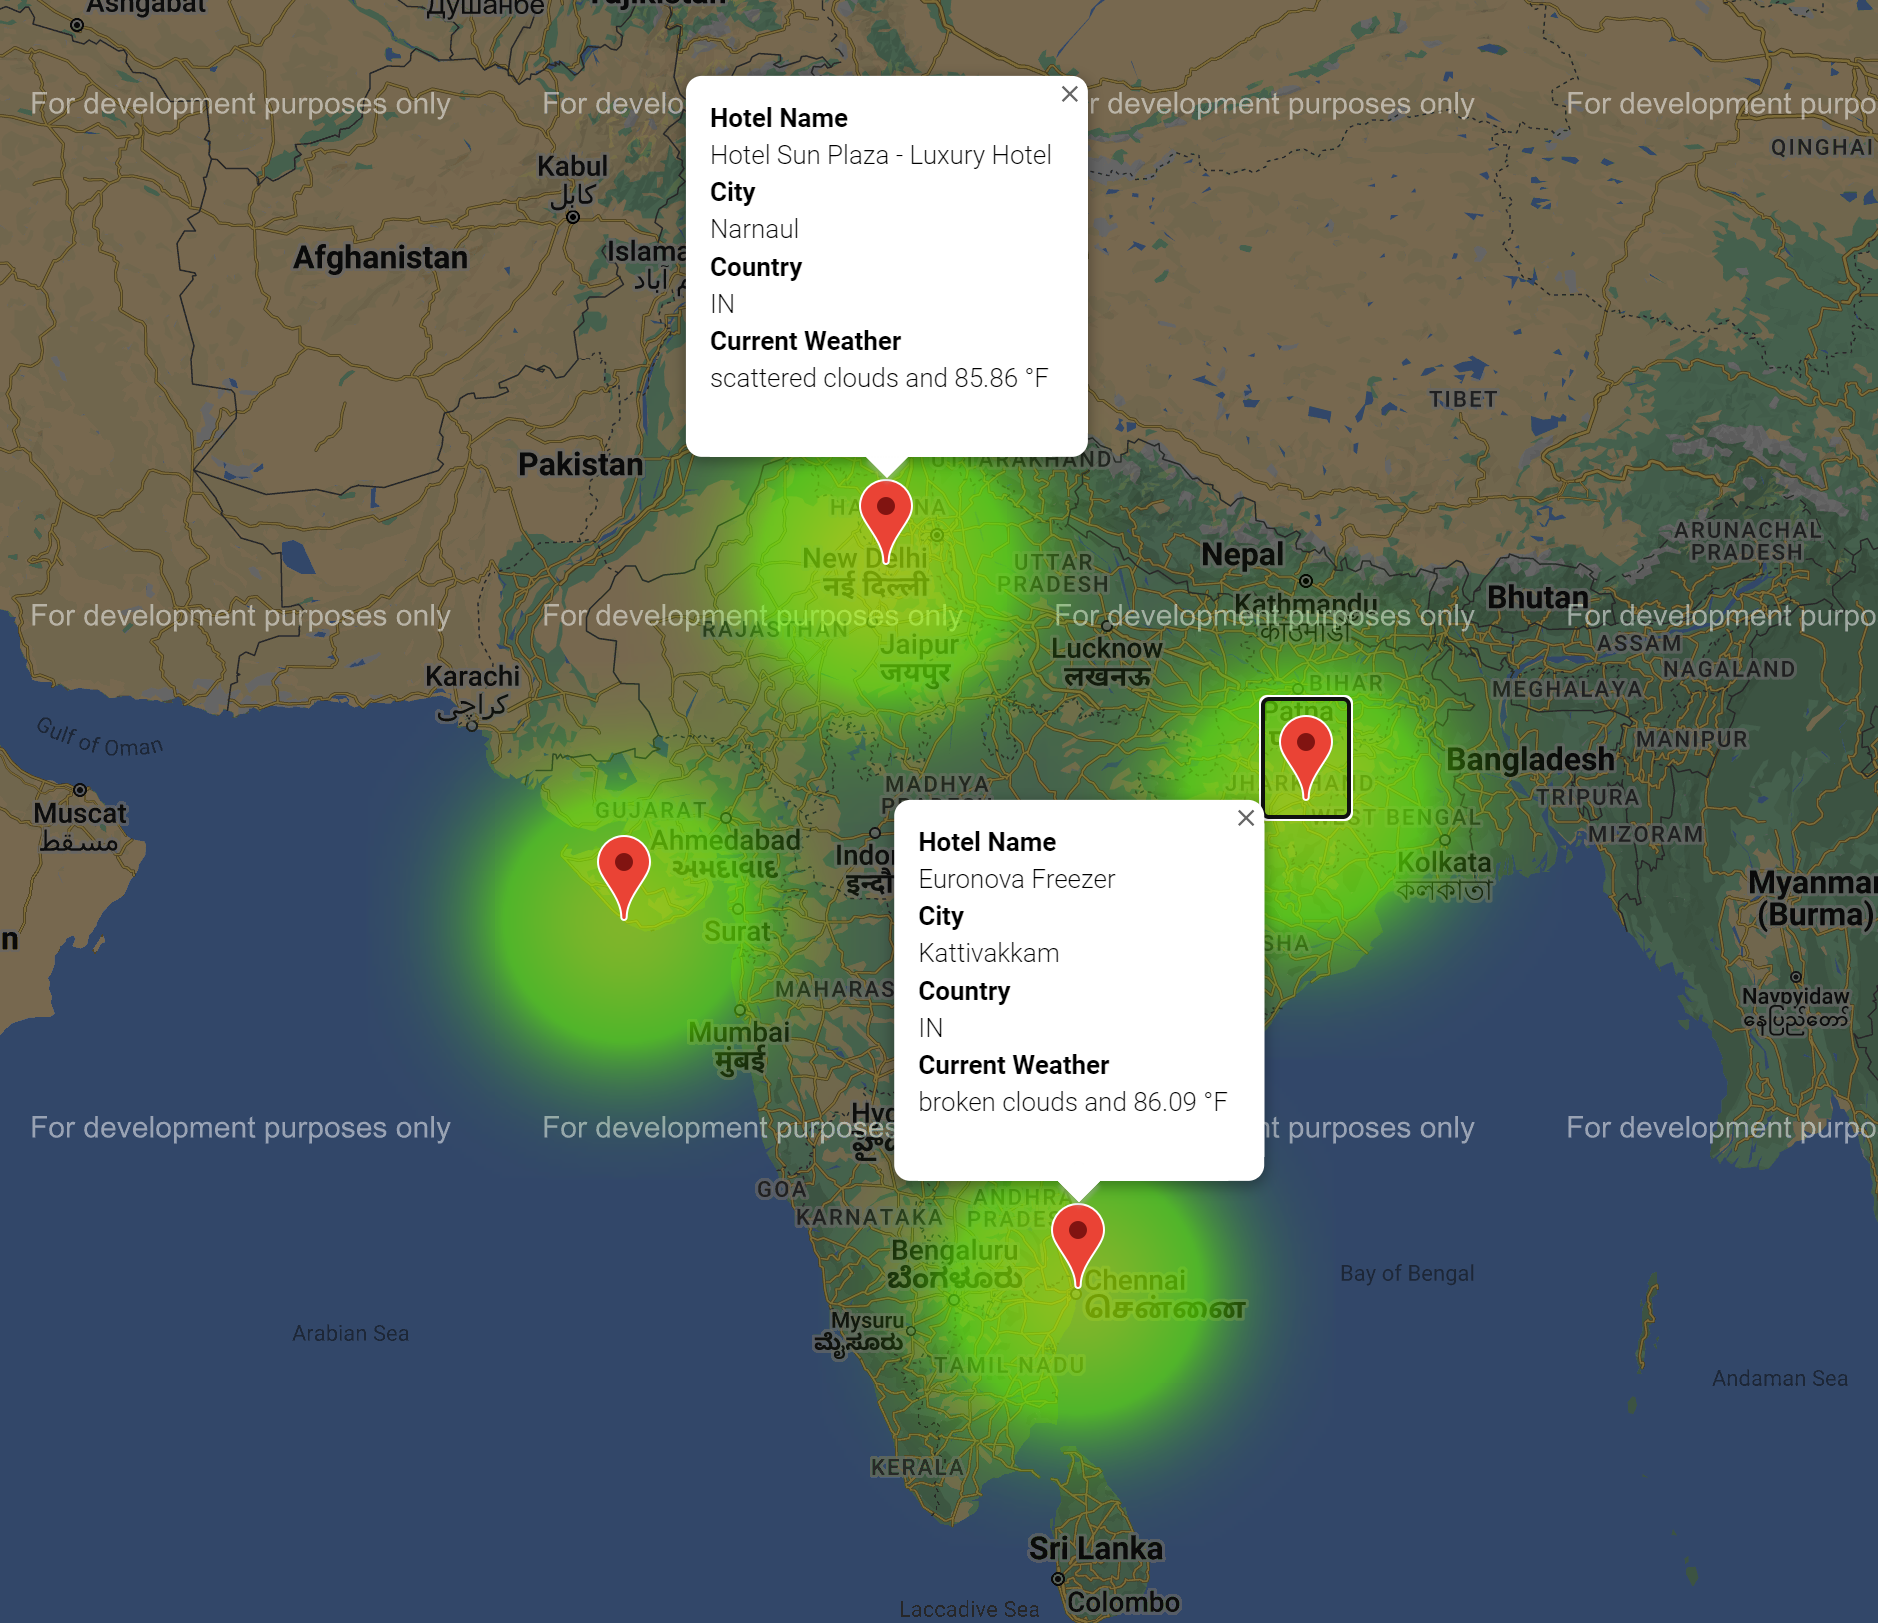 Ashgabat
Душанбе
Tajikistan
For development purposes only
For develo
r development purposes only
For development purpo
Hotel Name
Hotel Sun Plaza - Luxury Hotel
City
Narnaul
Country
IN
Current Weather
scattered clouds and 85.86 °F
QINGHAI
Kabul
کابل
Afghanistan
Islama
TIBET
Pakistan
UTTARAKHAND
HA
NA
ARUNACHAL
PRADESH
New Delhi
नई दिल्ली
UTTAR
PRADESH
Nepal
Bhutan
For development purposes only
For development purposes only
For development purposes only
For development purpo
Kathmandu
RAJASTHAN
Jaipur
जयपुर
Lucknow
लखनऊ
ASSAM
NAGALAND
MEGHALAYA
Karachi
كراچى
BIHAR
Patna
Gulf of Oman
MANIPUR
Bangladesh
JHARKHAND
TRIPURA
WEST BENGAL
MIZORAM
Muscat
مسقط
GUJARAT
Ahmedabad
અમદાવાદ
MADHYA
Indo
Kolkata
কলকাতা
Myanmar
(Burma)
n
Surat
SHA
Hotel Name
Euronova Freezer
City
Kattivakkam
Country
IN
Current Weather
broken clouds and 86.09 °F
MAHARAS
Mumbai
मुंबई
Naypyidaw
နေပြည်တော်
For development purposes only
For development purposes
nt purposes only
For development purpo
Hyd
GOA
KARNATAKA
ANDHRA
PRADES
Bengaluru
ಬೆಂಗಳೂರು
Chennai
சென்னை
Bay of Bengal
Mysuru
ಮೈಸೂರು
Arabian Sea
TAMIL NADU
Andaman Sea
KERALA
Sri Lanka
Colombo
Laccadive Sea